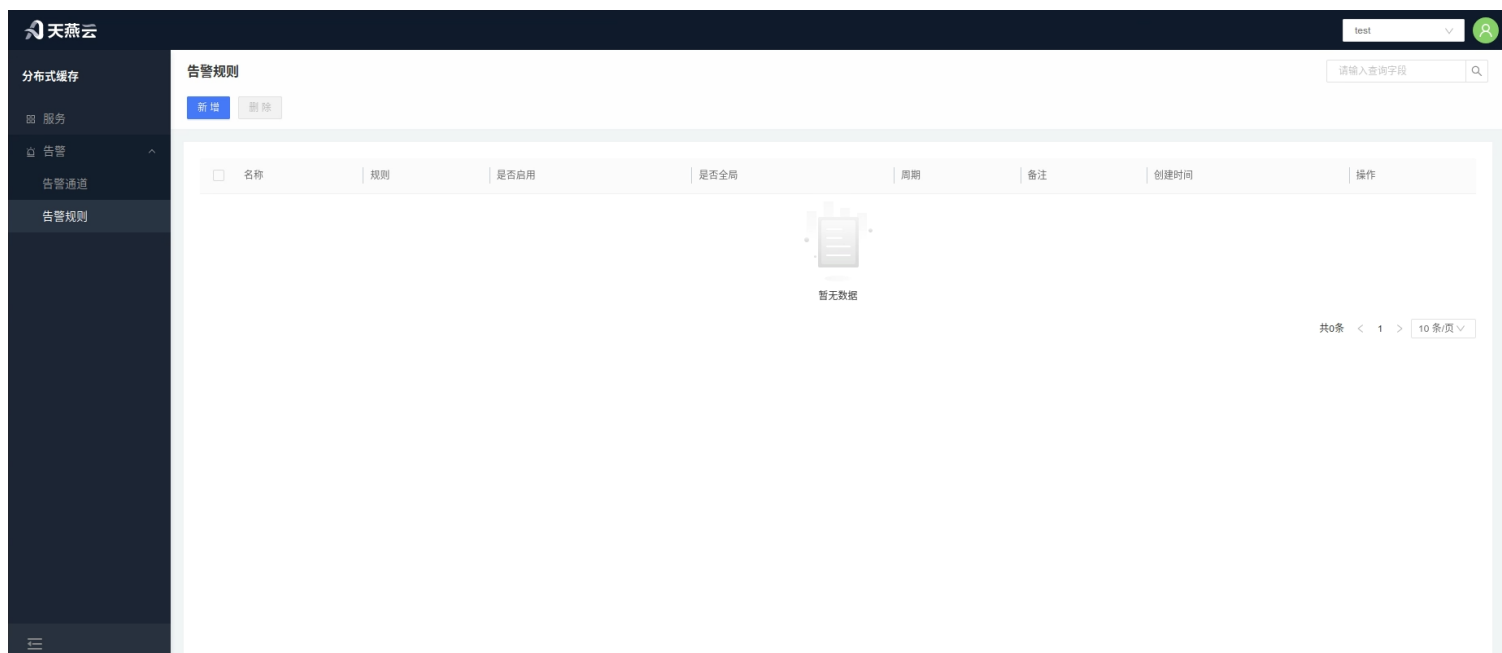 天燕云
test
分布式缓存
服务
告警
告警通道
告警规则
告警规则
请输入查询字段
新 增
删 除
名称 规则 是否启用 是否全局 周期 备注 创建时间 操作
暂无数据
共0条 < 1 > 10 条/页